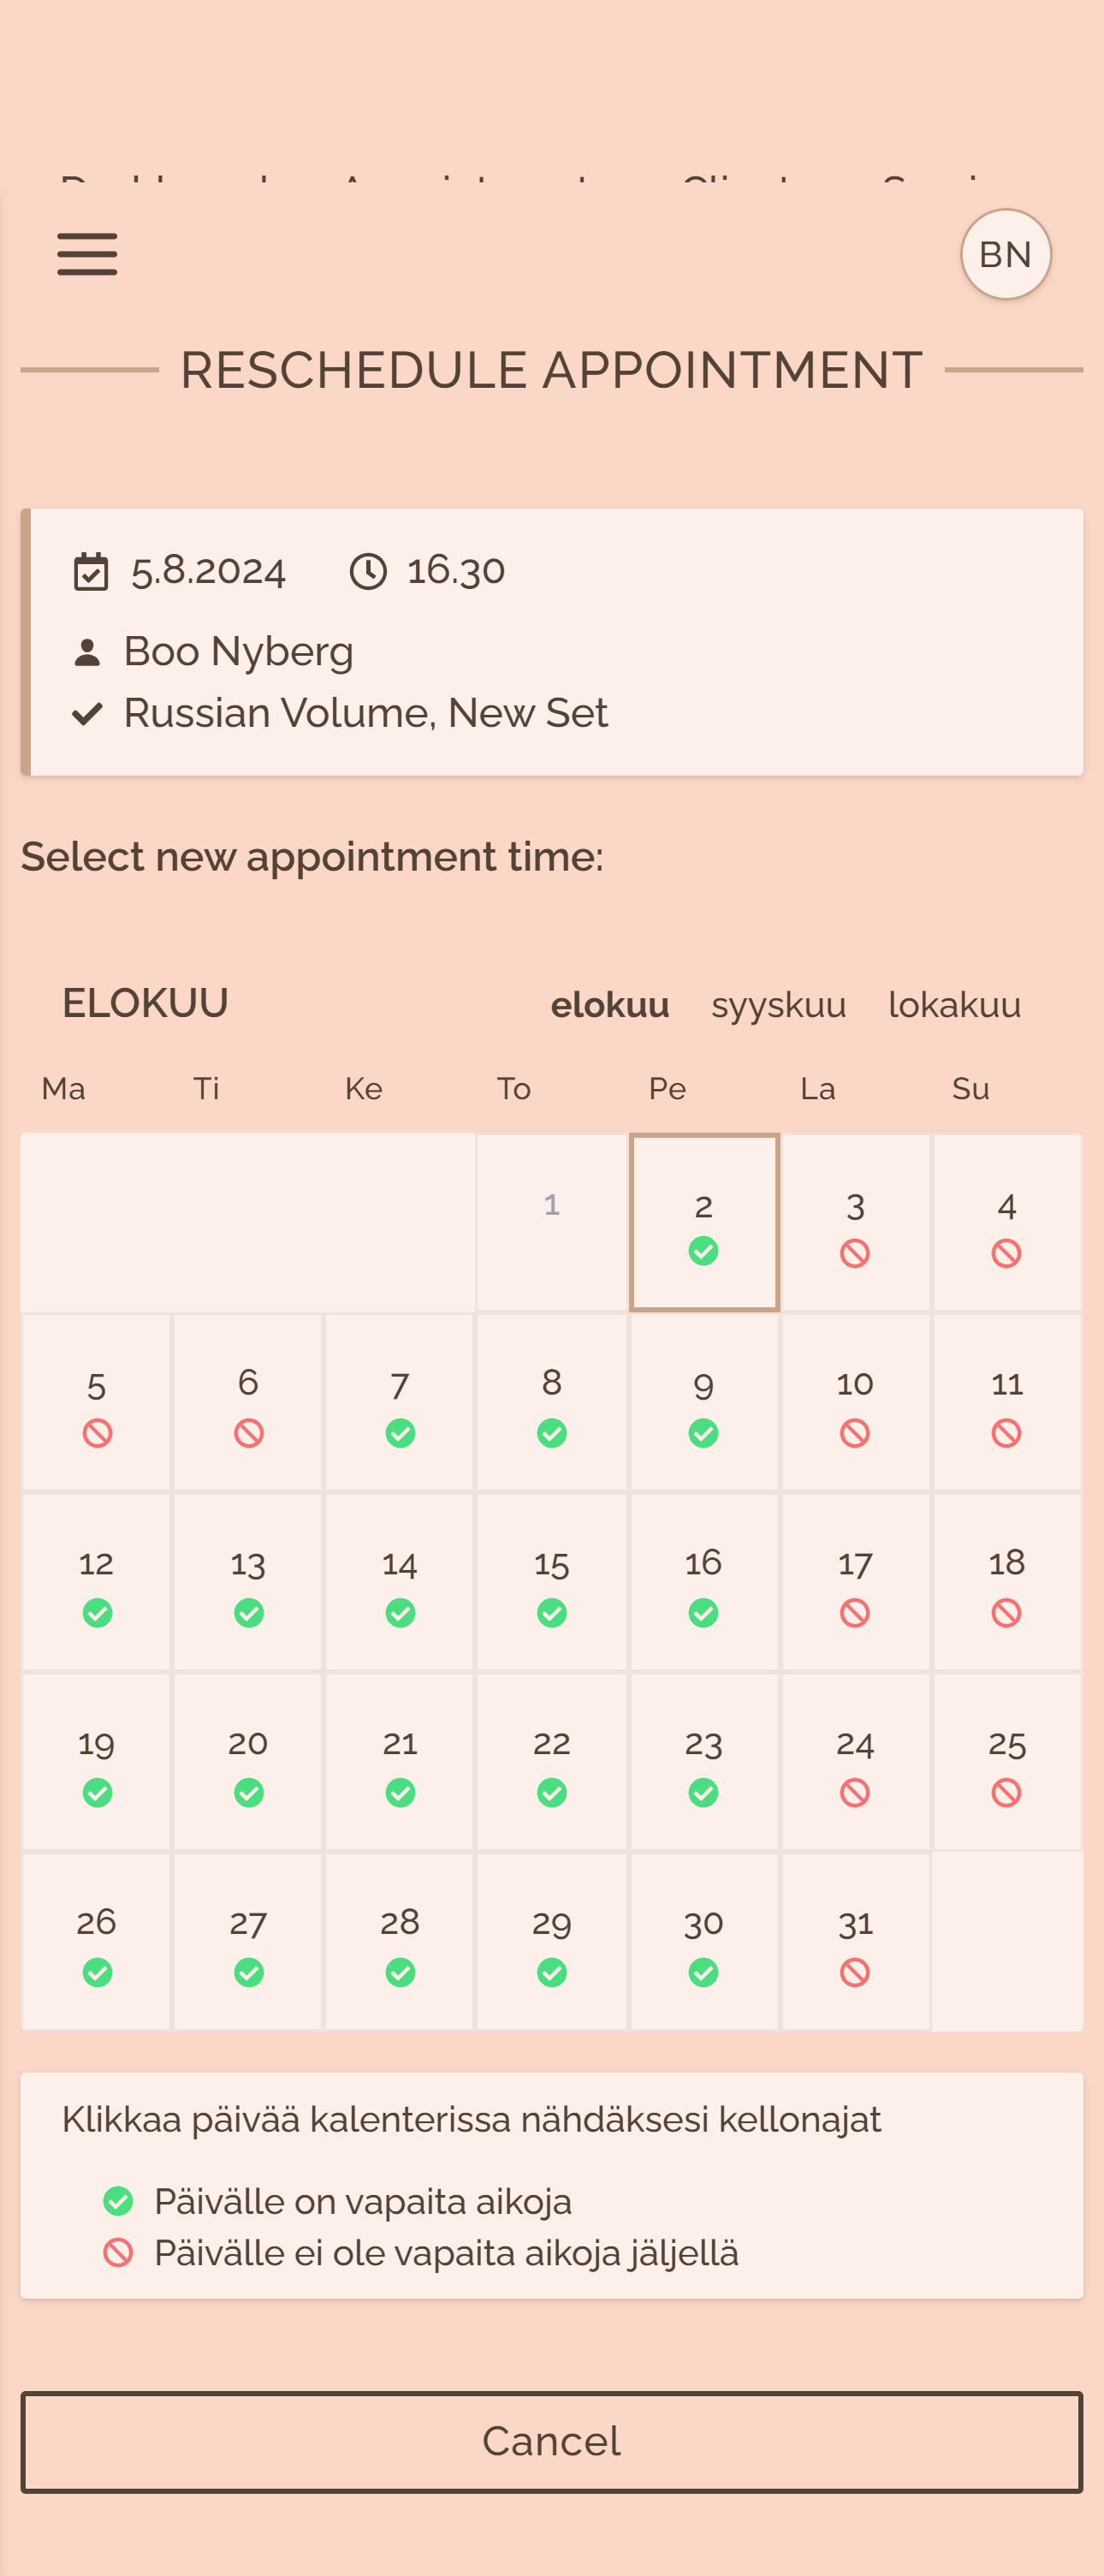 BN
RESCHEDULE APPOINTMENT
5.8.2024 16.30
Boo Nyberg
Russian Volume, New Set
Select new appointment time:
ELOKUU elokuu syyskuu lokakuu
Ma Ti Ke To Pe La Su
1 2 3 4
5 6 7 8 9 10 11
12 13 14 15 16 17 18
19 20 21 22 23 24 25
26 27 28 29 30 31
Klikkaa päivää kalenterissa nähdäksesi kellonajat
Päivälle on vapaita aikoja
Päivälle ei ole vapaita aikoja jäljellä
Cancel